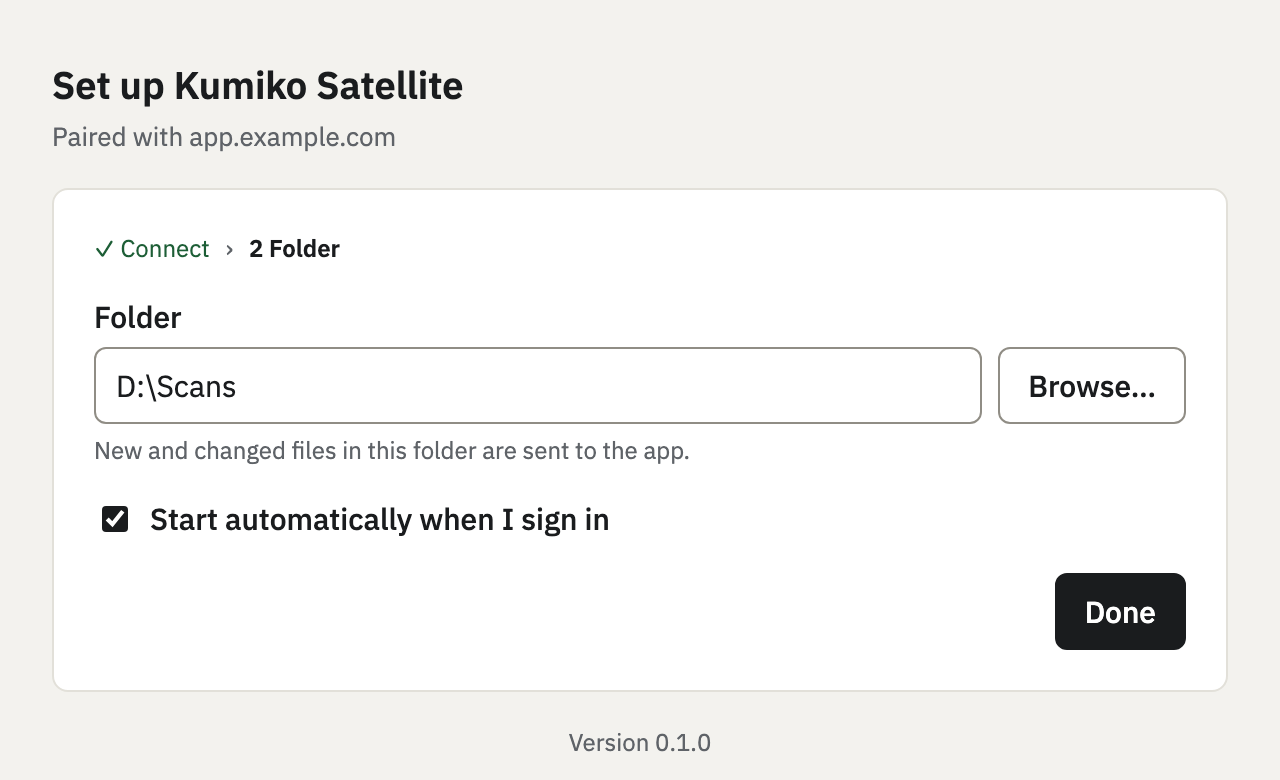 Set up Kumiko Satellite
Paired with app.example.com
✓ Connect › 2 Folder
Folder
D:\Scans Browse...
New and changed files in this folder are sent to the app.
Start automatically when I sign in
Done
Version 0.1.0